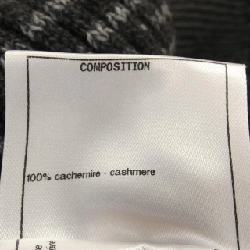 COMPOSITION
100% cachemire - cashmere